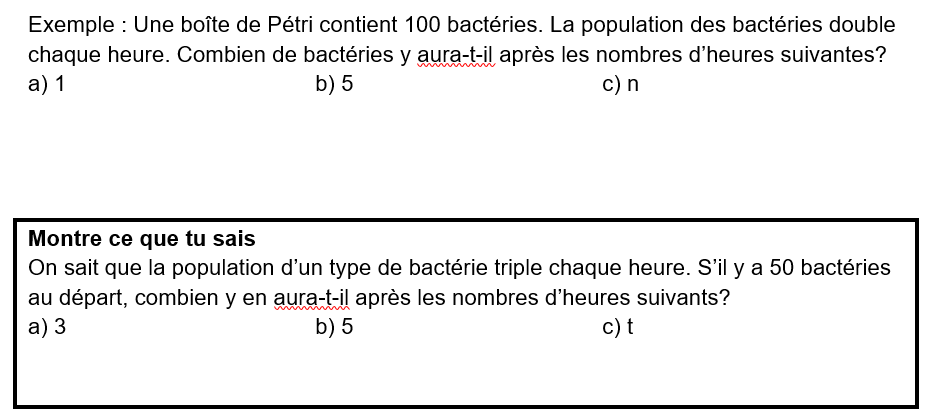 Exemple : Une boîte de Pétri contient 100 bactéries. La population des bactéries double
chaque heure. Combien de bactéries y aura-t-il après les nombres d’heures suivantes?
a) 1 b) 5 c) n
Montre ce que tu sais
On sait que la population d’un type de bactérie triple chaque heure. S’il y a 50 bactéries
au départ, combien y en aura-t-il après les nombres d’heures suivants?
a) 3 b) 5 c) t